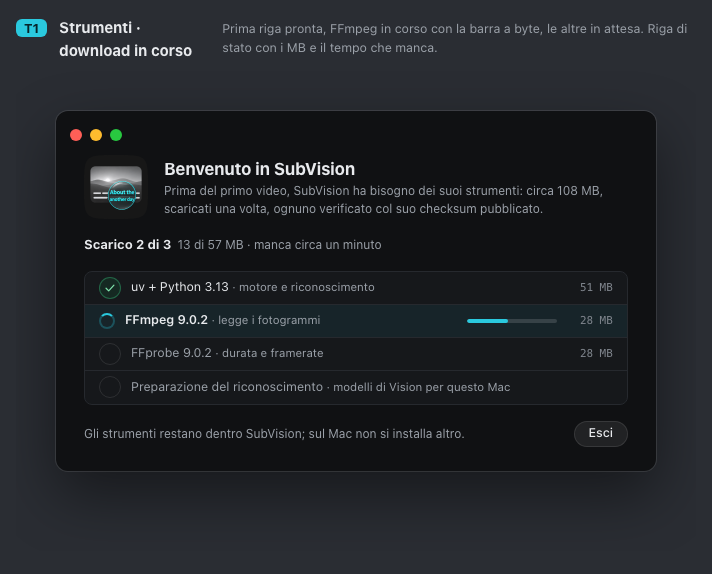 T1
Strumenti ·
download in corso
Prima riga pronta, FFmpeg in corso con la barra a byte, le altre in attesa. Riga di
stato con i MB e il tempo che manca.
About the
another day
Benvenuto in SubVision
Prima del primo video, SubVision ha bisogno dei suoi strumenti: circa 108 MB,
scaricati una volta, ognuno verificato col suo checksum pubblicato.
Scarico 2 di 3 13 di 57 MB · manca circa un minuto
uv + Python 3.13 · motore e riconoscimento 51 MB
FFmpeg 9.0.2 · legge i fotogrammi 28 MB
FFprobe 9.0.2 · durata e framerate 28 MB
Preparazione del riconoscimento · modelli di Vision per questo Mac
Gli strumenti restano dentro SubVision; sul Mac non si installa altro.
Esci